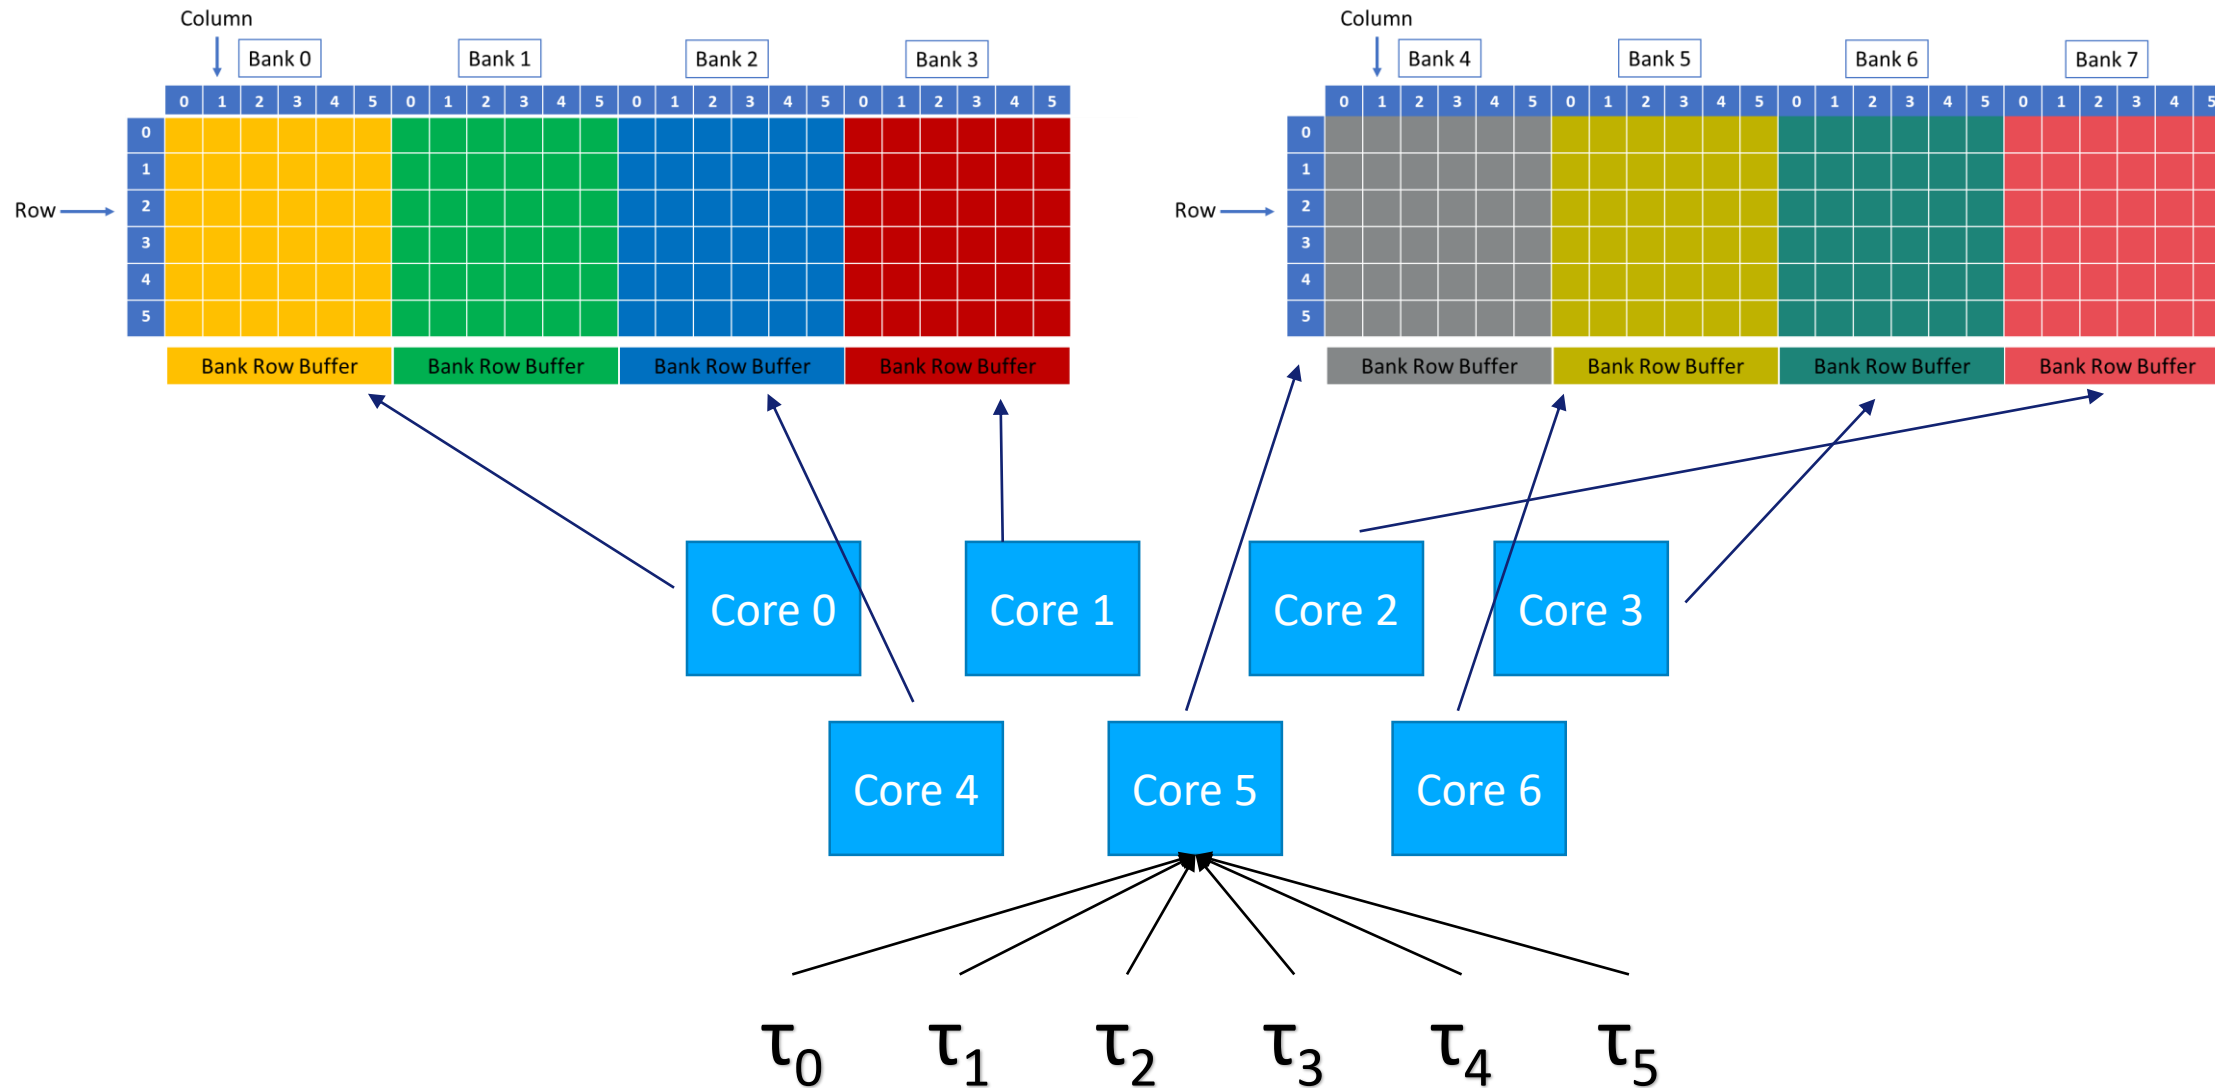 Column Column
Bank 0 Bank 1 Bank 2 Bank 3 Bank 4 Bank 5 Bank 6 Bank 7
0 1 2 3 4 5 0 1 2 3 4 5 0 1 2 3 4 5 0 1 2 3 4 5 0 1 2 3 4 5 0 1 2 3 4 5 0 1 2 3 4 5 0 1 2 3 4 5
0 0
1 1
Row 2 Row 2
3 3
4 4
5 5
Bank Row Buffer Bank Row Buffer Bank Row Buffer Bank Row Buffer Bank Row Buffer Bank Row Buffer Bank Row Buffer Bank Row Buffer
Core 0 Core 1 Core 2 Core 3
Core 4 Core 5 Core 6
τ0 τ1 τ2 τ3 τ4 τ5